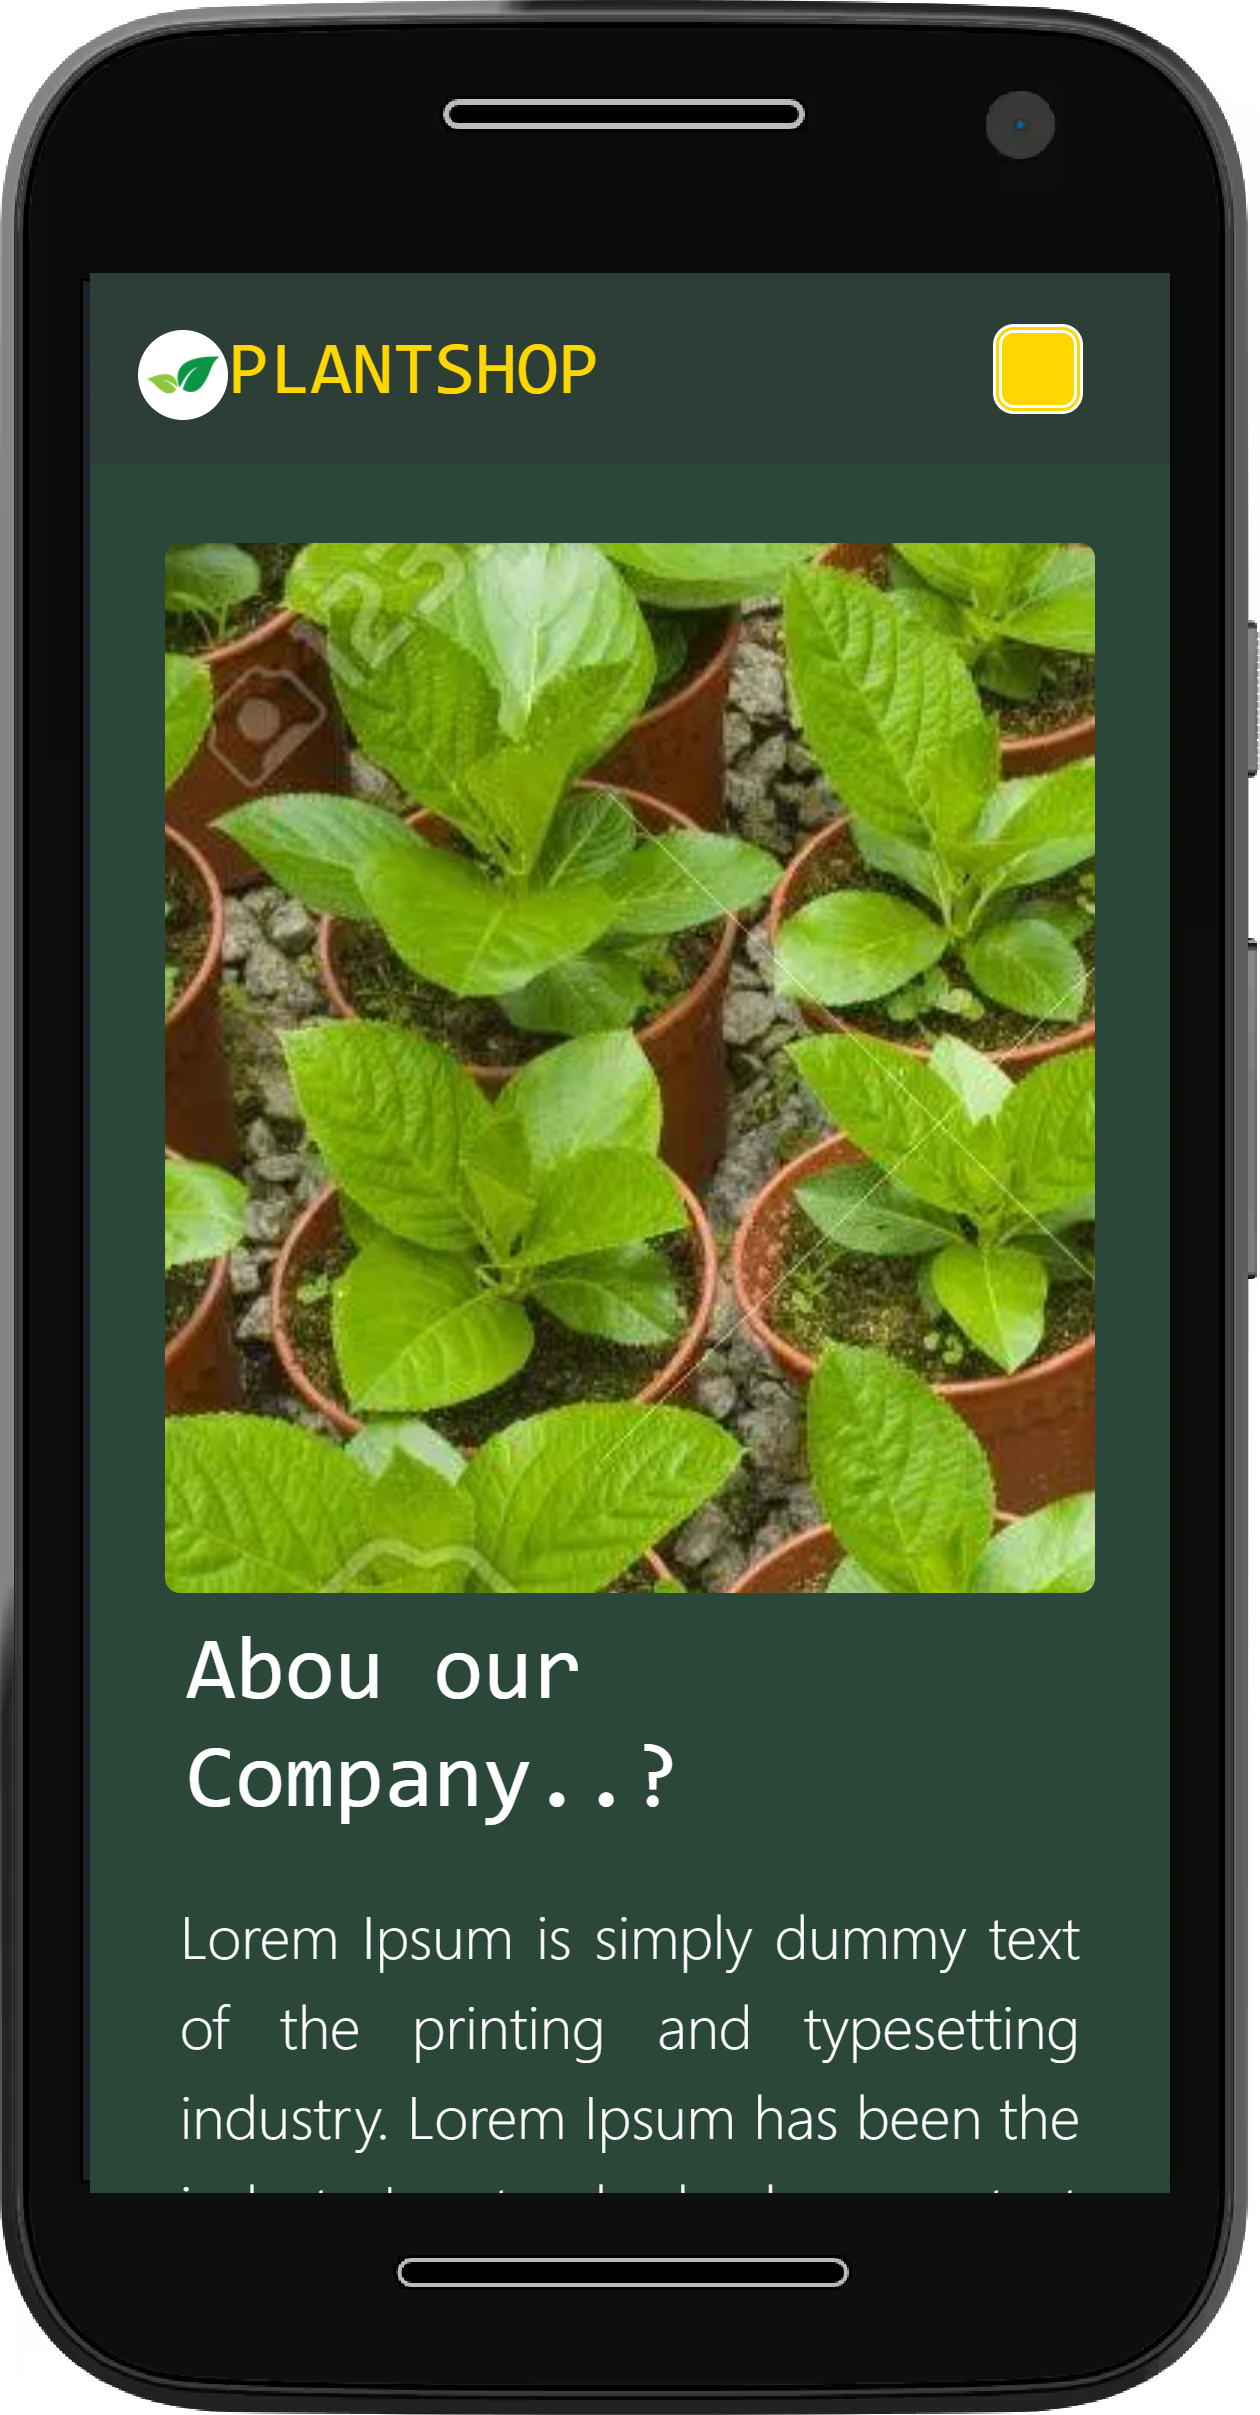 PLANTSHOP
Abou our
Company..?
Lorem Ipsum is simply dummy text
of the printing and typesetting
industry. Lorem Ipsum has been the